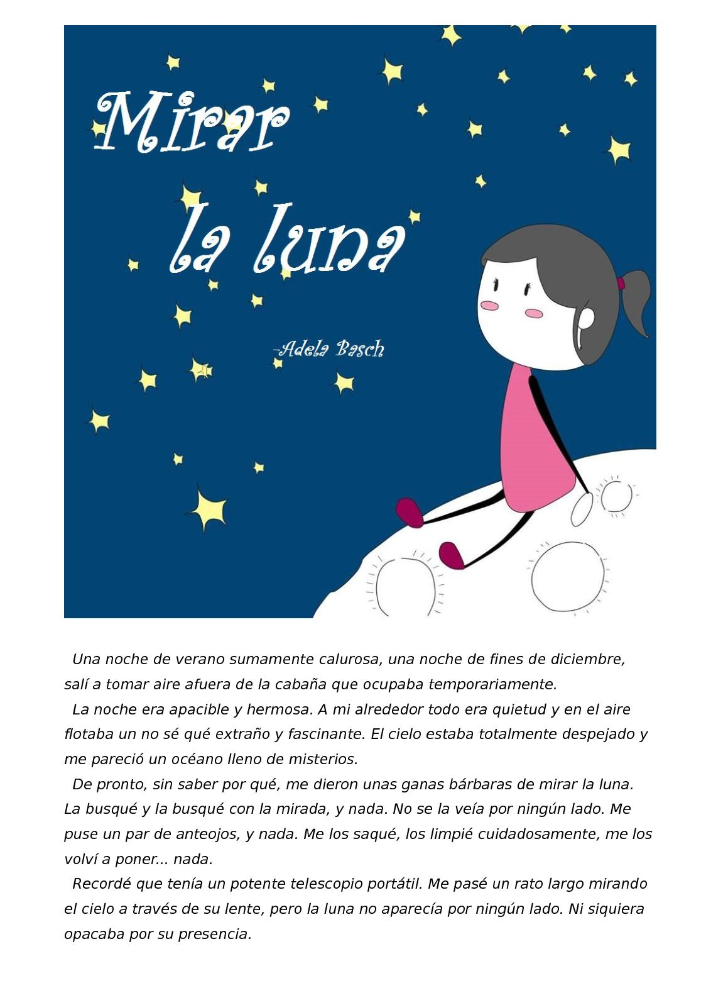 Mirar
la luna
-Adela Basch
Una noche de verano sumamente calurosa, una noche de fines de diciembre,
salí a tomar aire afuera de la cabaña que ocupaba temporariamente.
La noche era apacible y hermosa. A mi alrededor todo era quietud y en el aire
flotaba un no sé qué extraño y fascinante. El cielo estaba totalmente despejado y
me pareció un océano lleno de misterios.
De pronto, sin saber por qué, me dieron unas ganas bárbaras de mirar la luna.
La busqué y la busqué con la mirada, y nada. No se la veía por ningún lado. Me
puse un par de anteojos, y nada. Me los saqué, los limpié cuidadosamente, me los
volví a poner... nada.
Recordé que tenía un potente telescopio portátil. Me pasé un rato largo mirando
el cielo a través de su lente, pero la luna no aparecía por ningún lado. Ni siquiera
opacaba por su presencia.